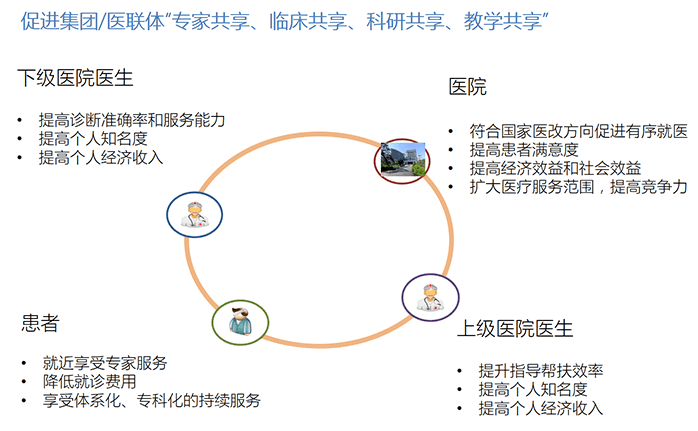 促进集团/医联体“专家共享、临床共享、科研共享、教学共享”
下级医院医生
• 提高诊断准确率和服务能力
• 提高个人知名度
• 提高个人经济收入
医院
• 符合国家医改方向促进有序就医
• 提高患者满意度
• 提高经济效益和社会效益
• 扩大医疗服务范围，提高竞争力
患者
• 就近享受专家服务
• 降低就诊费用
• 享受体系化、专科化的持续服务
上级医院医生
• 提升指导帮扶效率
• 提高个人知名度
• 提高个人经济收入